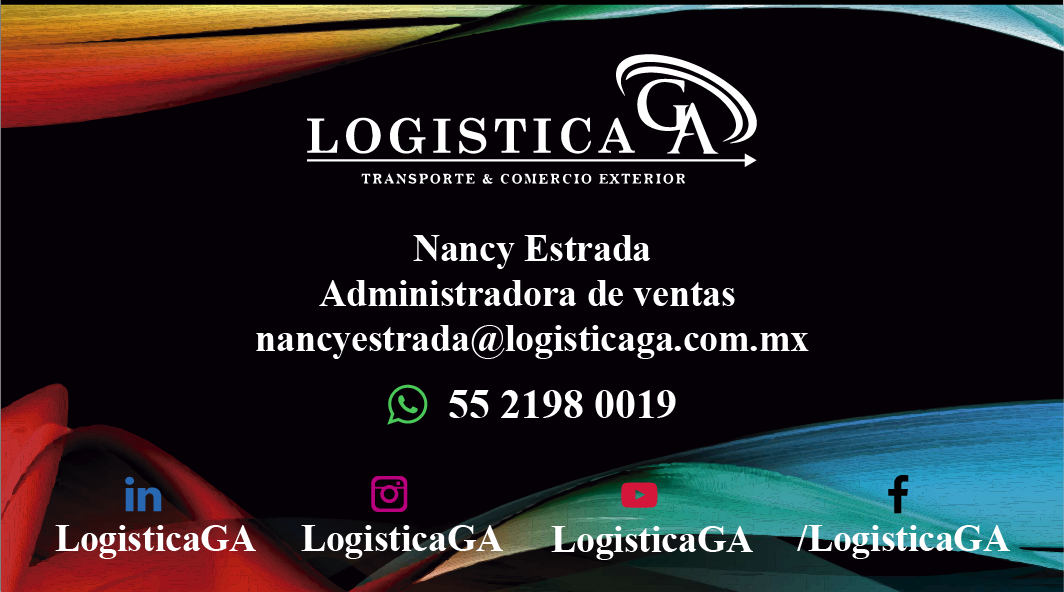 LOGISTICA GA
TRANSPORTE & COMERCIO EXTERIOR
Nancy Estrada
Administradora de ventas
nancyestrada@logisticaga.com.mx
55 2198 0019
in
LogisticaGA LogisticaGA LogisticaGA /LogisticaGA